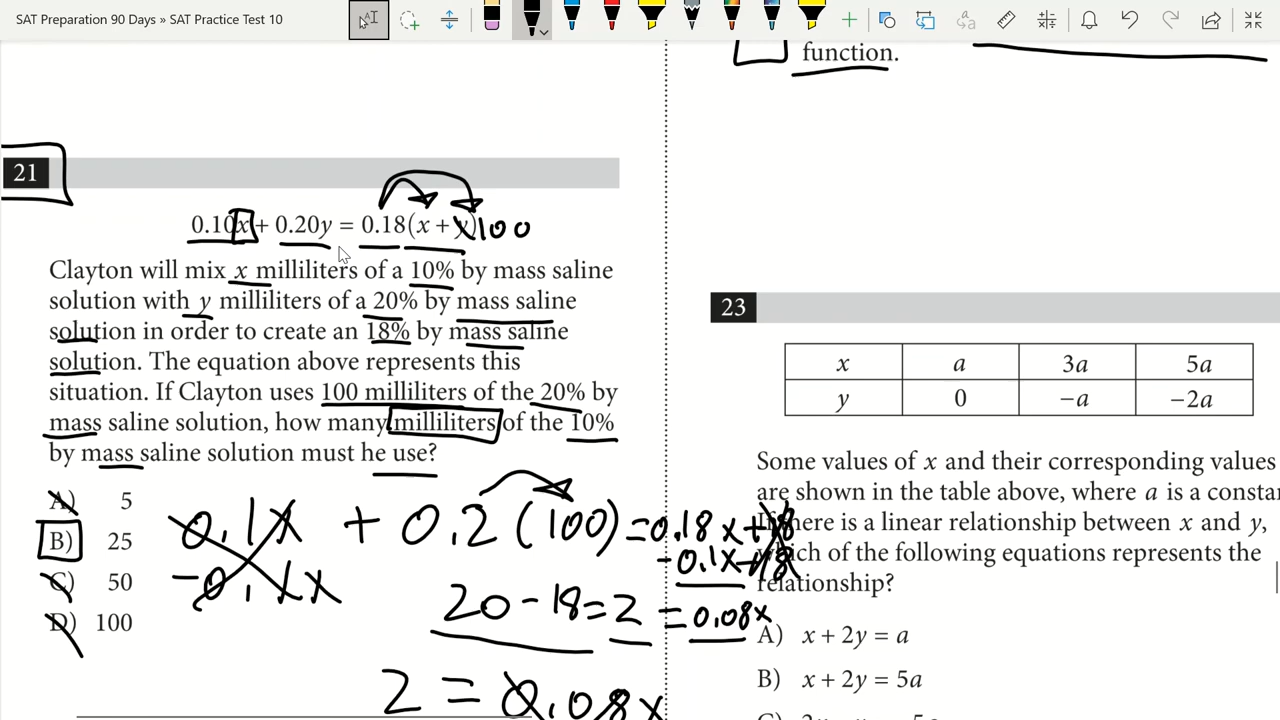 SAT Preparation 90 Days » SAT Practice Test 10
21
0.10x + 0.20y = 0.18(x + y)100
Clayton will mix x milliliters of a 10% by mass saline
solution with y milliliters of a 20% by mass saline
solution in order to create an 18% by mass saline
solution. The equation above represents this
situation. If Clayton uses 100 milliliters of the 20% by
mass saline solution, how many milliliters of the 10%
by mass saline solution must he use?
A) 5
B) 25
C) 50
D) 100
0.1x + 0.2(100)=0.18x+18
-0.1x -0.1x-18
20-18=2=0.08x
2=0.08x
function.
23
x a 3a 5a
y 0 −a −2a
Some values of x and their corresponding values
are shown in the table above, where a is a consta
If there is a linear relationship between x and y,
which of the following equations represents the
relationship?
A) x + 2y = a
B) x + 2y = 5a